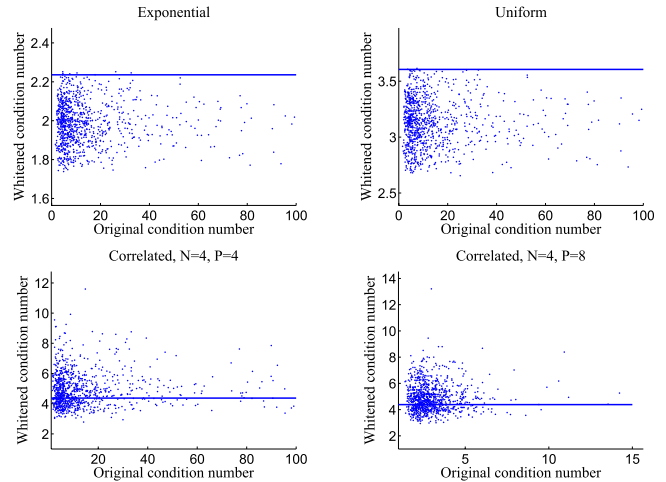 Exponential
Whitened condition number
2.4
2.2
2
1.8
1.6
0 20 40 60 80 100
Original condition number
Uniform
Whitened condition number
3.5
3
2.5
0 20 40 60 80 100
Original condition number
Correlated, N=4, P=4
Whitened condition number
12
10
8
6
4
2
20 40 60 80 100
Original condition number
Correlated, N=4, P=8
Whitened condition number
14
12
10
8
6
4
2
5 10 15
Original condition number